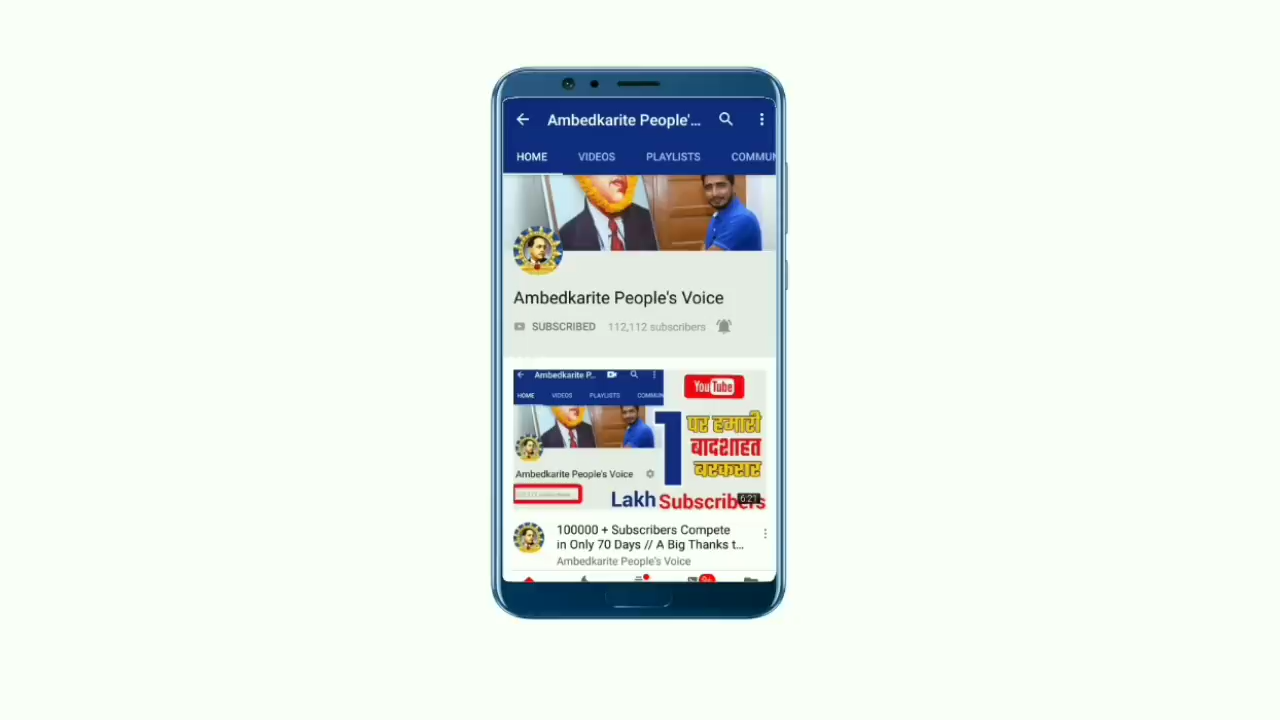 Ambedkarite People'...
HOME VIDEOS PLAYLISTS COMMUN
Ambedkarite People's Voice
SUBSCRIBED 112,112 subscribers
Ambedkarite P...
HOME VIDEOS PLAYLISTS COMMUN
Ambedkarite People's Voice
YouTube
1 पर हमारी
बादशाहत
बरकरार
Lakh Subscribers
6:21
100000 + Subscribers Compete
in Only 70 Days // A Big Thanks t...
Ambedkarite People's Voice